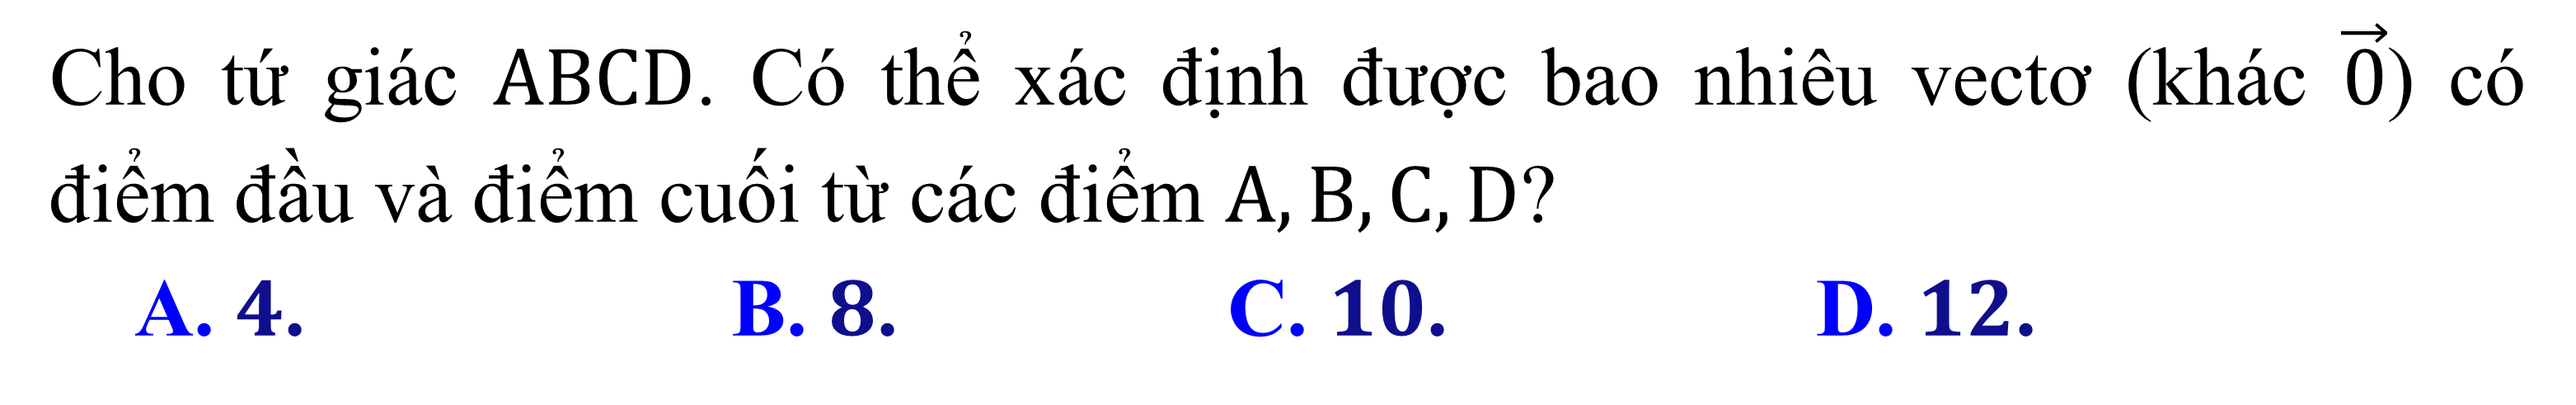 Cho tứ giác ABCD. Có thể xác định được bao nhiêu vectơ (khác $\overrightarrow{0}$) có
điểm đầu và điểm cuối từ các điểm A, B, C, D?
A. 4. B. 8. C. 10. D. 12.